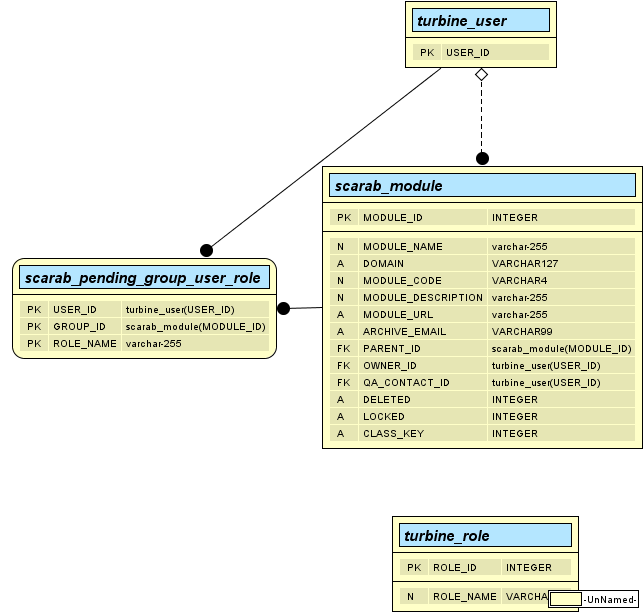 turbine_user
PK USER_ID
scarab_module
PK MODULE_ID INTEGER
N MODULE_NAME varchar-255
A DOMAIN VARCHAR127
N MODULE_CODE VARCHAR4
N MODULE_DESCRIPTION varchar-255
A MODULE_URL varchar-255
A ARCHIVE_EMAIL VARCHAR99
FK PARENT_ID scarab_module(MODULE_ID)
FK OWNER_ID turbine_user(USER_ID)
FK QA_CONTACT_ID turbine_user(USER_ID)
A DELETED INTEGER
A LOCKED INTEGER
A CLASS_KEY INTEGER
scarab_pending_group_user_role
PK USER_ID turbine_user(USER_ID)
PK GROUP_ID scarab_module(MODULE_ID)
PK ROLE_NAME varchar-255
turbine_role
PK ROLE_ID INTEGER
N ROLE_NAME VARCHA
-UnNamed-